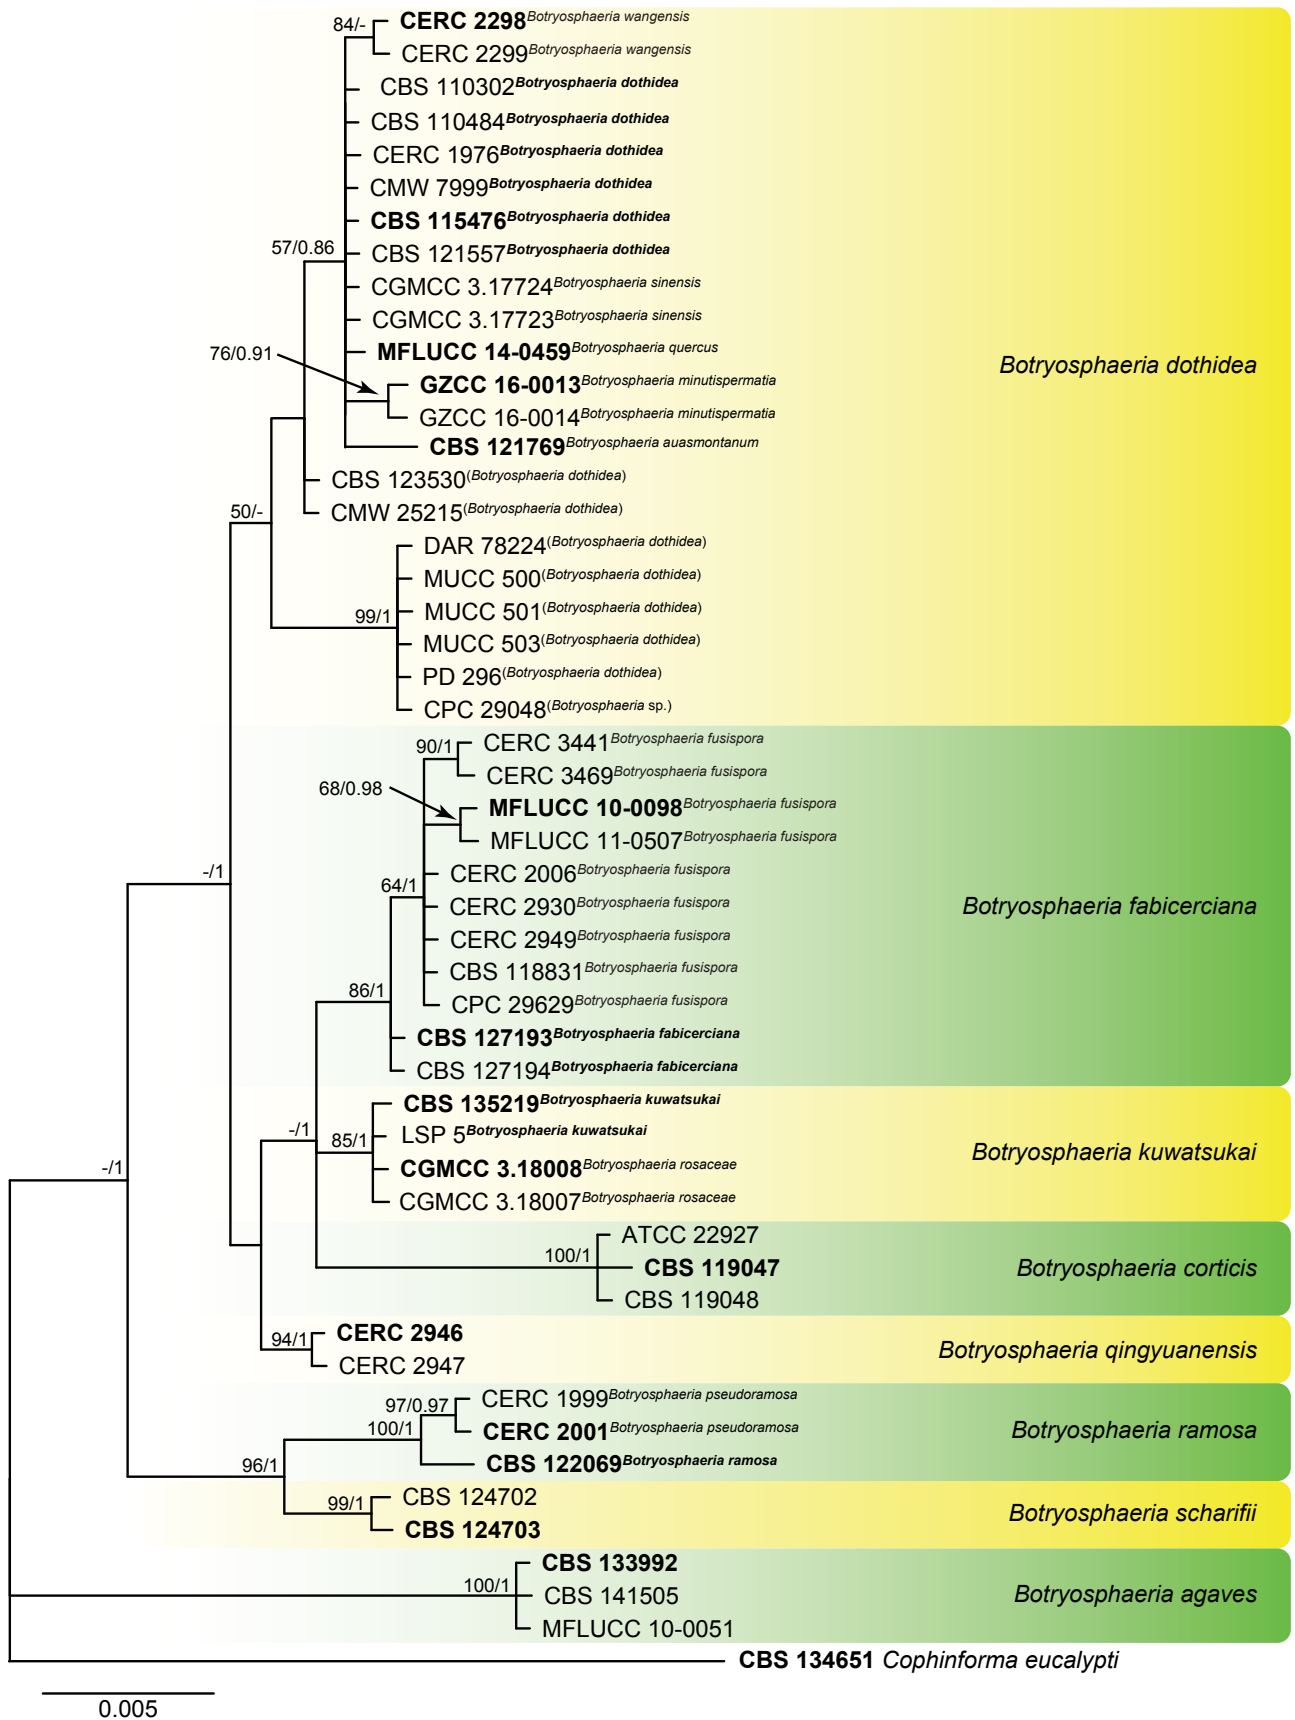 84/-
CERC 2298 Botryosphaeria wangensis
CERC 2299 Botryosphaeria wangensis
CBS 110302 Botryosphaeria dothidea
CBS 110484 Botryosphaeria dothidea
CERC 1976 Botryosphaeria dothidea
CMW 7999 Botryosphaeria dothidea
CBS 115476 Botryosphaeria dothidea
57/0.86
CBS 121557 Botryosphaeria dothidea
CGMCC 3.17724 Botryosphaeria sinensis
CGMCC 3.17723 Botryosphaeria sinensis
76/0.91
MFLUCC 14-0459 Botryosphaeria quercus
Botryosphaeria dothidea
GZCC 16-0013 Botryosphaeria minutispermatia
GZCC 16-0014 Botryosphaeria minutispermatia
CBS 121769 Botryosphaeria auasmontanum
CBS 123530 (Botryosphaeria dothidea)
50/-
CMW 25215 (Botryosphaeria dothidea)
DAR 78224 (Botryosphaeria dothidea)
MUCC 500 (Botryosphaeria dothidea)
99/1
MUCC 501 (Botryosphaeria dothidea)
MUCC 503 (Botryosphaeria dothidea)
PD 296 (Botryosphaeria dothidea)
CPC 29048 (Botryosphaeria sp.)
90/1
CERC 3441 Botryosphaeria fusispora
CERC 3469 Botryosphaeria fusispora
68/0.98
MFLUCC 10-0098 Botryosphaeria fusispora
MFLUCC 11-0507 Botryosphaeria fusispora
-/1
CERC 2006 Botryosphaeria fusispora
64/1
CERC 2930 Botryosphaeria fusispora
Botryosphaeria fabicerciana
CERC 2949 Botryosphaeria fusispora
CBS 118831 Botryosphaeria fusispora
86/1
CPC 29629 Botryosphaeria fusispora
CBS 127193 Botryosphaeria fabicerciana
CBS 127194 Botryosphaeria fabicerciana
CBS 135219 Botryosphaeria kuwatsukai
-/1
85/1
LSP 5 Botryosphaeria kuwatsukai
Botryosphaeria kuwatsukai
-/1
CGMCC 3.18008 Botryosphaeria rosaceae
CGMCC 3.18007 Botryosphaeria rosaceae
ATCC 22927
100/1
CBS 119047
Botryosphaeria corticis
CBS 119048
94/1
CERC 2946
Botryosphaeria qingyuanensis
CERC 2947
97/0.97
CERC 1999 Botryosphaeria pseudoramosa
100/1
CERC 2001 Botryosphaeria pseudoramosa
Botryosphaeria ramosa
96/1
CBS 122069 Botryosphaeria ramosa
99/1
CBS 124702
Botryosphaeria scharifii
CBS 124703
CBS 133992
100/1
CBS 141505
Botryosphaeria agaves
MFLUCC 10-0051
CBS 134651 Cophinforma eucalypti
0.005